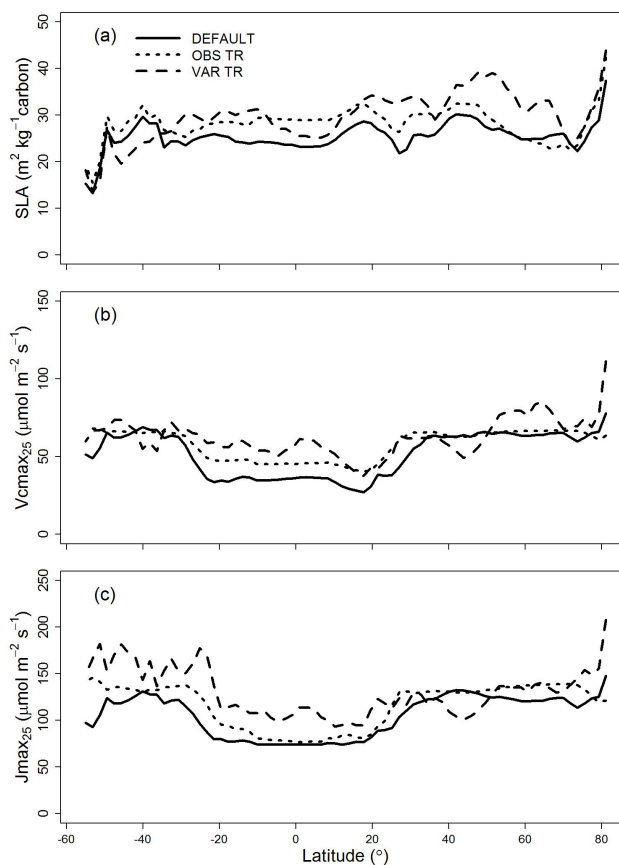 (a)
DEFAULT
OBS TR
VAR TR
SLA (m² kg⁻¹carbon)
50
40
30
20
10
0
(b)
Vcmax₂₅ (μmol m⁻² s⁻¹)
150
100
50
0
(c)
Jmax₂₅ (μmol m⁻² s⁻¹)
250
200
150
100
50
0
-60 -40 -20 0 20 40 60 80
Latitude (°)